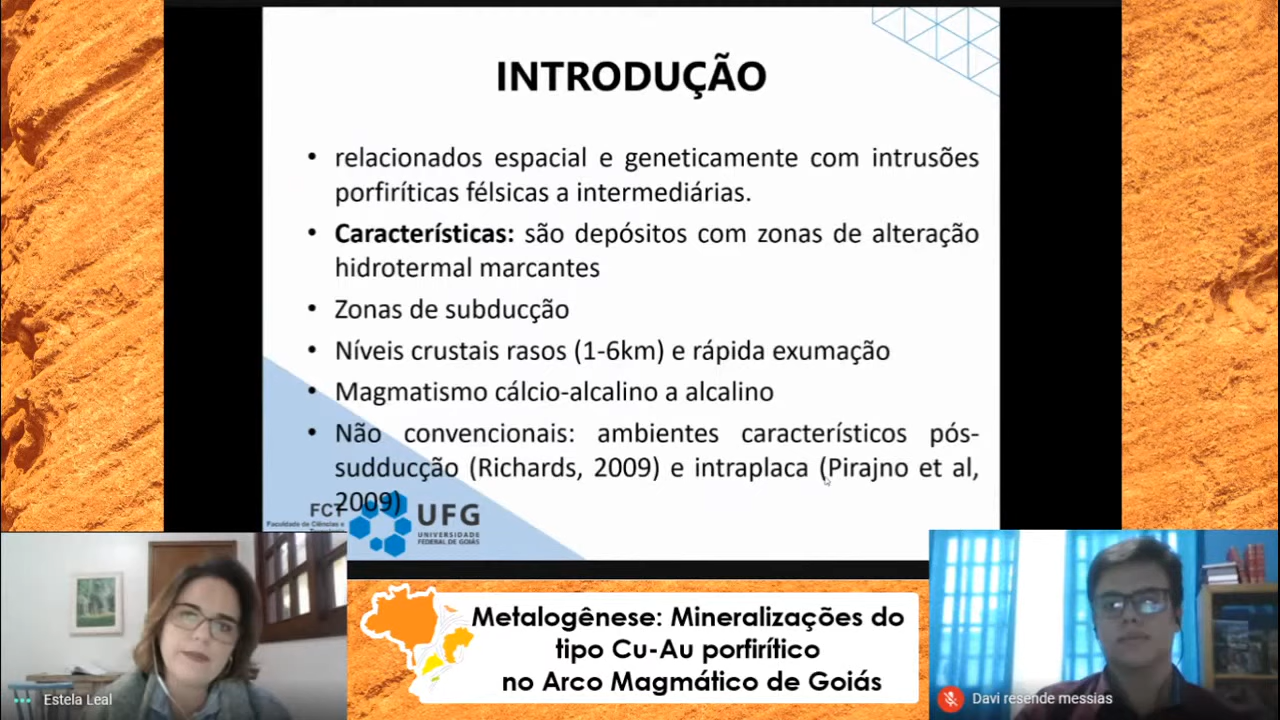 INTRODUÇÃO
• relacionados espacial e geneticamente com intrusões
porfiríticas félsicas a intermediárias.
• Características: são depósitos com zonas de alteração
hidrotermal marcantes
• Zonas de subducção
• Níveis crustais rasos (1-6km) e rápida exumação
• Magmatismo cálcio-alcalino a alcalino
• Não convencionais: ambientes característicos pós-
sudducção (Richards, 2009) e intraplaca (Pirajno et al,
2009)
FCT
Faculdade de Ciências e
UFG
UNIVERSIDADE
FEDERAL DE GOIÁS
Metalogênese: Mineralizações do
tipo Cu-Au porfirítico
no Arco Magmático de Goiás
Estela Leal
Davi resende messias